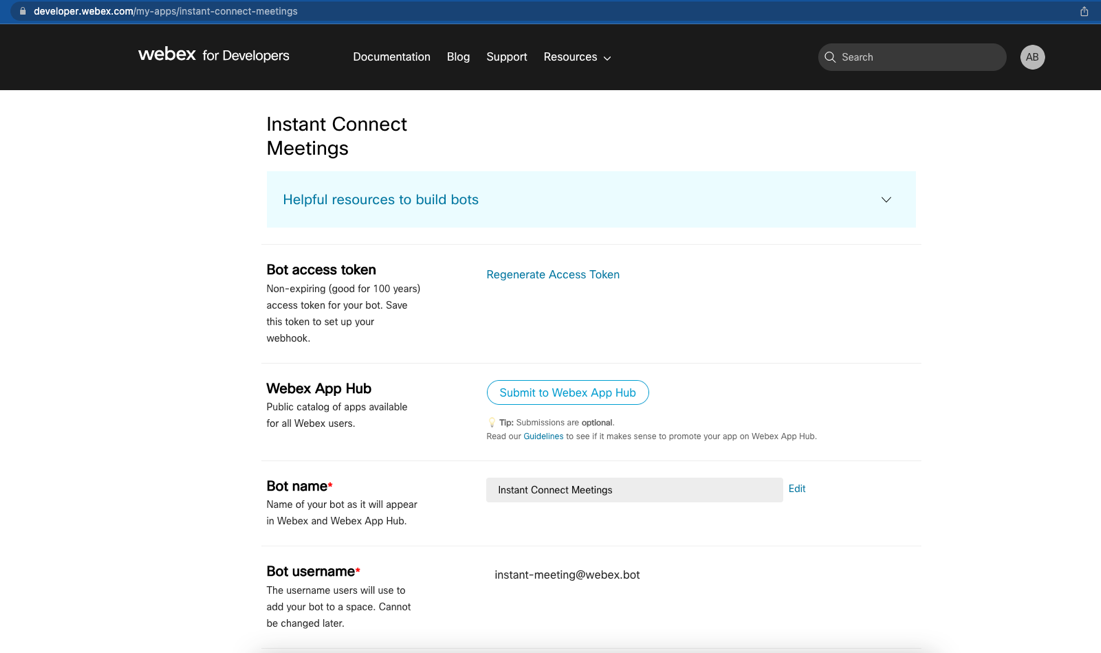 developer.webex.com/my-apps/instant-connect-meetings
webex for Developers
Documentation
Blog
Support
Resources
Search
AB
Instant Connect
Meetings
Helpful resources to build bots
Bot access token
Non-expiring (good for 100 years)
access token for your bot. Save
this token to set up your
webhook.
Regenerate Access Token
Webex App Hub
Public catalog of apps available
for all Webex users.
Submit to Webex App Hub
Tip: Submissions are optional.
Read our Guidelines to see if it makes sense to promote your app on Webex App Hub.
Bot name*
Name of your bot as it will appear
in Webex and Webex App Hub.
Instant Connect Meetings
Edit
Bot username*
The username users will use to
add your bot to a space. Cannot
be changed later.
instant-meeting@webex.bot